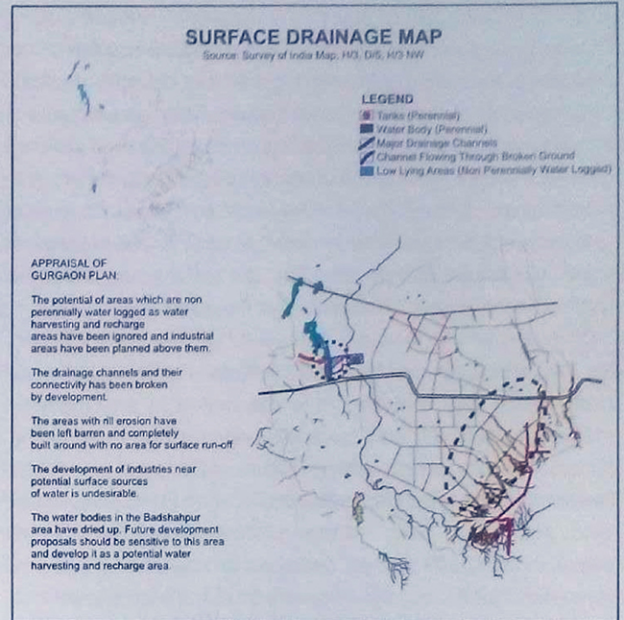 SURFACE DRAINAGE MAP
Source: Survey of India Map, H/3, D/5, H/3 NW
LEGEND
Tanks (Perennial)
Water Body (Perennial)
Major Drainage Channels
Channel Flowing Through Broken Ground
Low Lying Areas (Non Perennially Water Logged)
APPRAISAL OF
GURGAON PLAN:
The potential of areas which are non
perennially water logged as water
harvesting and recharge
areas have been ignored and industrial
areas have been planned above them.
The drainage channels and their
connectivity has been broken
by development.
The areas with rill erosion have
been left barren and completely
built around with no area for surface run-off.
The development of industries near
potential surface sources
of water is undesirable.
The water bodies in the Badshahpur
area have dried up. Future development
proposals should be sensitive to this area
and develop it as a potential water
harvesting and recharge area.